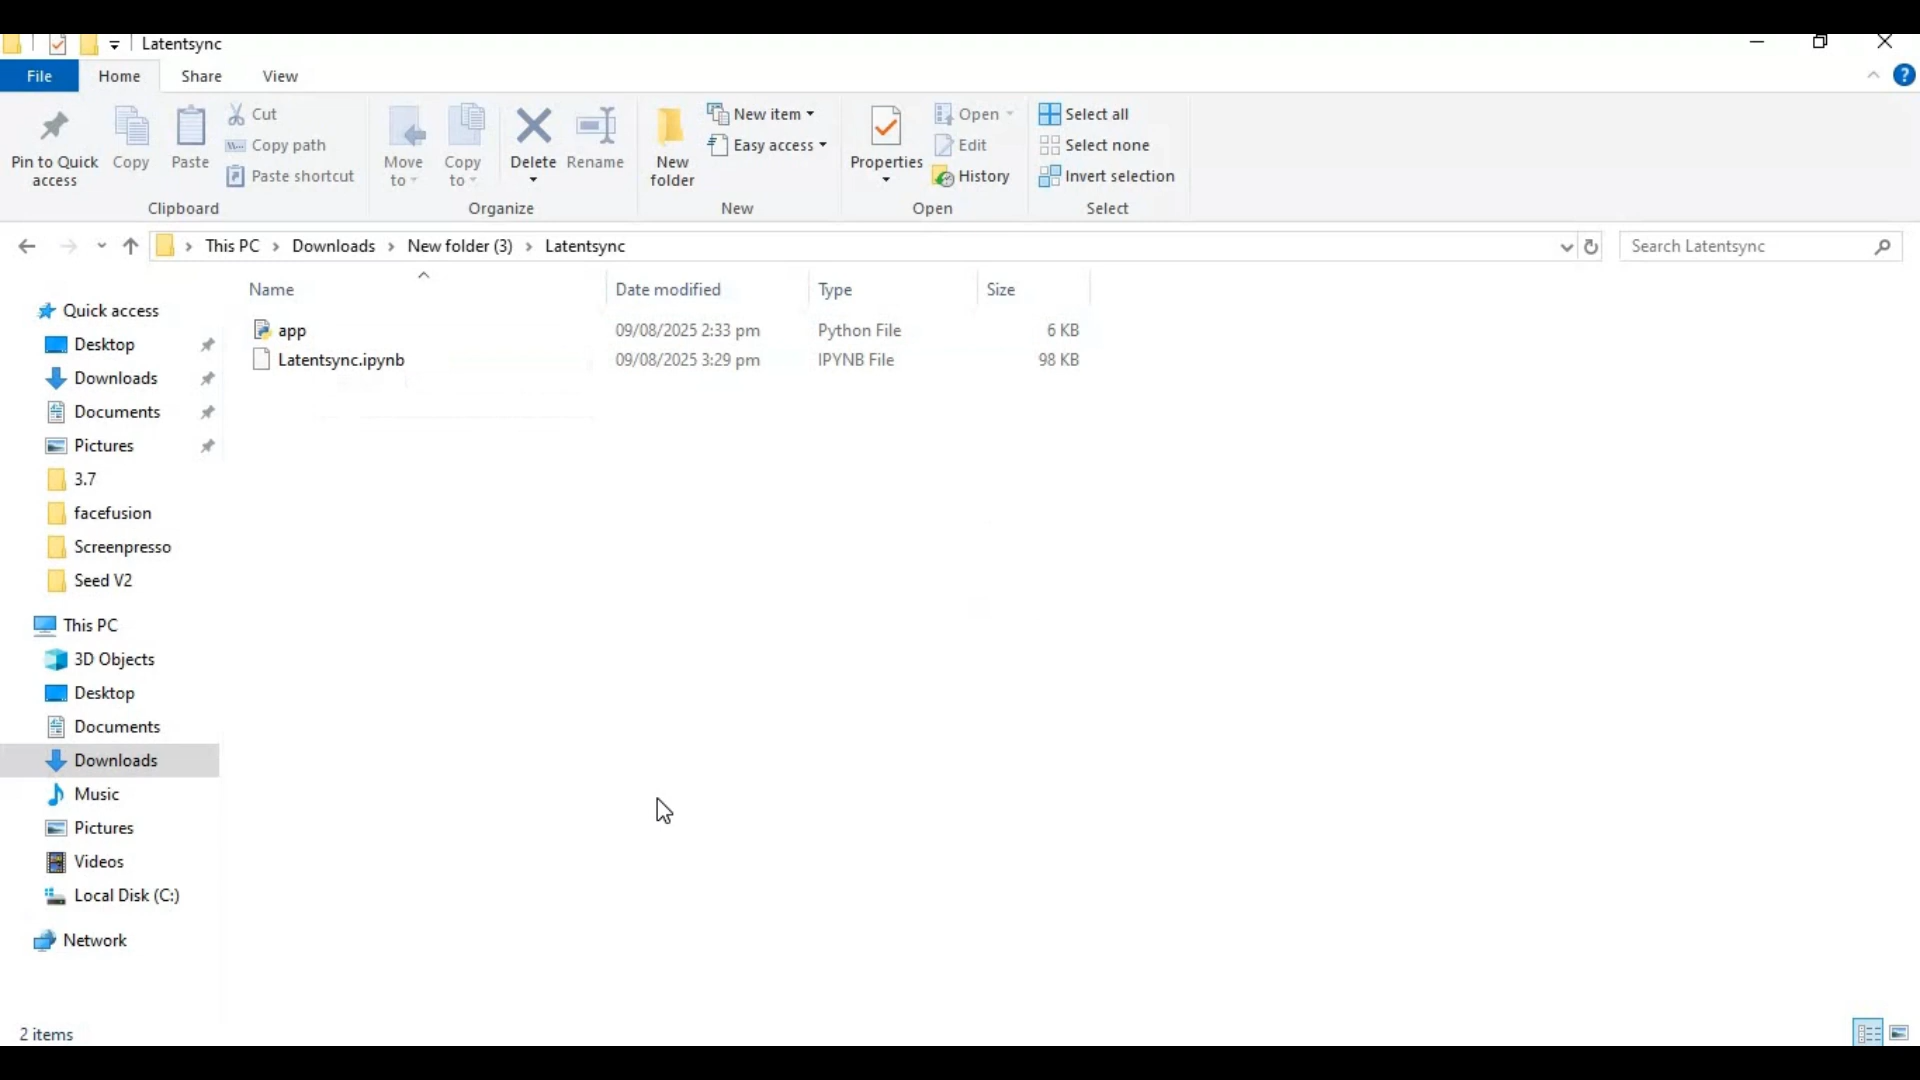 Latentsync
File Home Share View
Pin to Quick access
Copy
Paste
Cut
Copy path
Paste shortcut
Clipboard
Move to
Copy to
Delete
Rename
Organize
New folder
New item
Easy access
New
Properties
Open
Edit
History
Open
Select all
Select none
Invert selection
Select
This PC > Downloads > New folder (3) > Latentsync
Search Latentsync
Name Date modified Type Size
app 09/08/2025 2:33 pm Python File 6 KB
Latentsync.ipynb 09/08/2025 3:29 pm IPYNB File 98 KB
Quick access
Desktop
Downloads
Documents
Pictures
3.7
facefusion
Screenpresso
Seed V2
This PC
3D Objects
Desktop
Documents
Downloads
Music
Pictures
Videos
Local Disk (C:)
Network
2 items